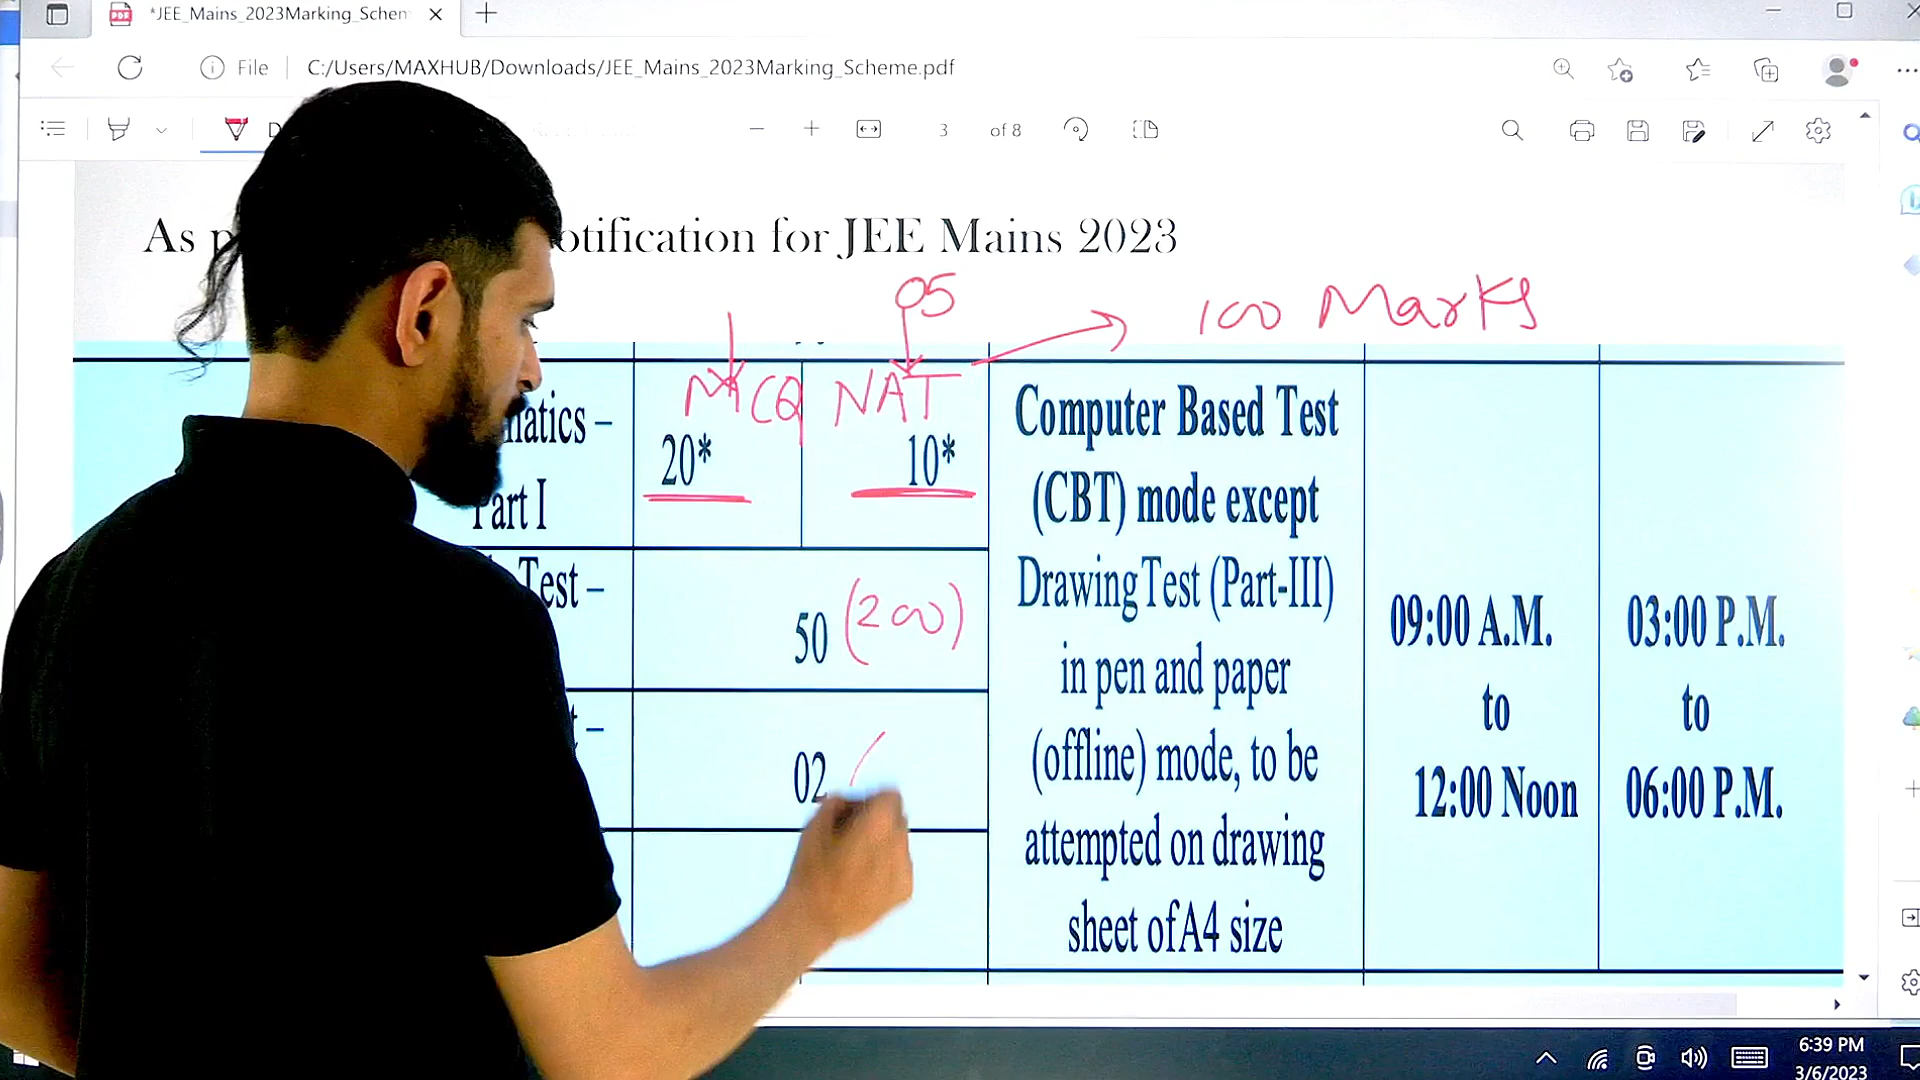 *JEE_Mains_2023Marking_Schem
File C:/Users/MAXHUB/Downloads/JEE_Mains_2023Marking_Scheme.pdf
3 of 8
As p otification for JEE Mains 2023
05
100 Marks
MCQ NAT
matics –
20* 10*
Part I
Test –
50 (200)
–
02 (
Computer Based Test
(CBT) mode except
Drawing Test (Part-III)
in pen and paper
(offline) mode, to be
attempted on drawing
sheet of A4 size
09:00 A.M.
to
12:00 Noon
03:00 P.M.
to
06:00 P.M.
6:39 PM
3/6/2023